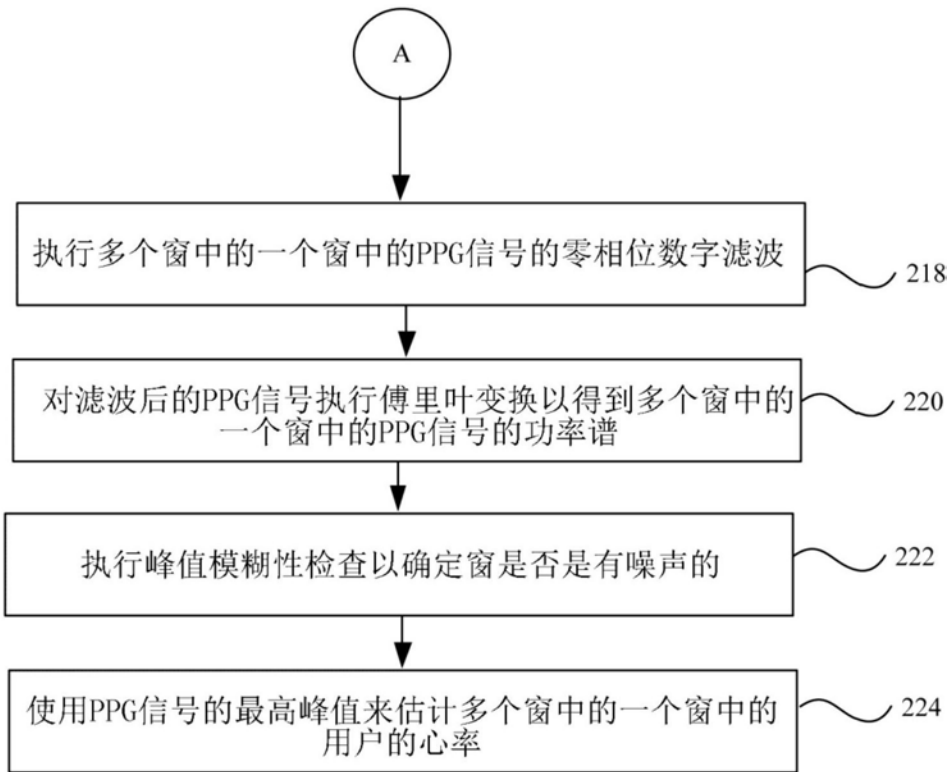 A
执行多个窗中的一个窗中的PPG信号的零相位数字滤波
218
对滤波后的PPG信号执行傅里叶变换以得到多个窗中的
一个窗中的PPG信号的功率谱
220
执行峰值模糊性检查以确定窗是否是有噪声的
222
使用PPG信号的最高峰值来估计多个窗中的一个窗中的
用户的心率
224